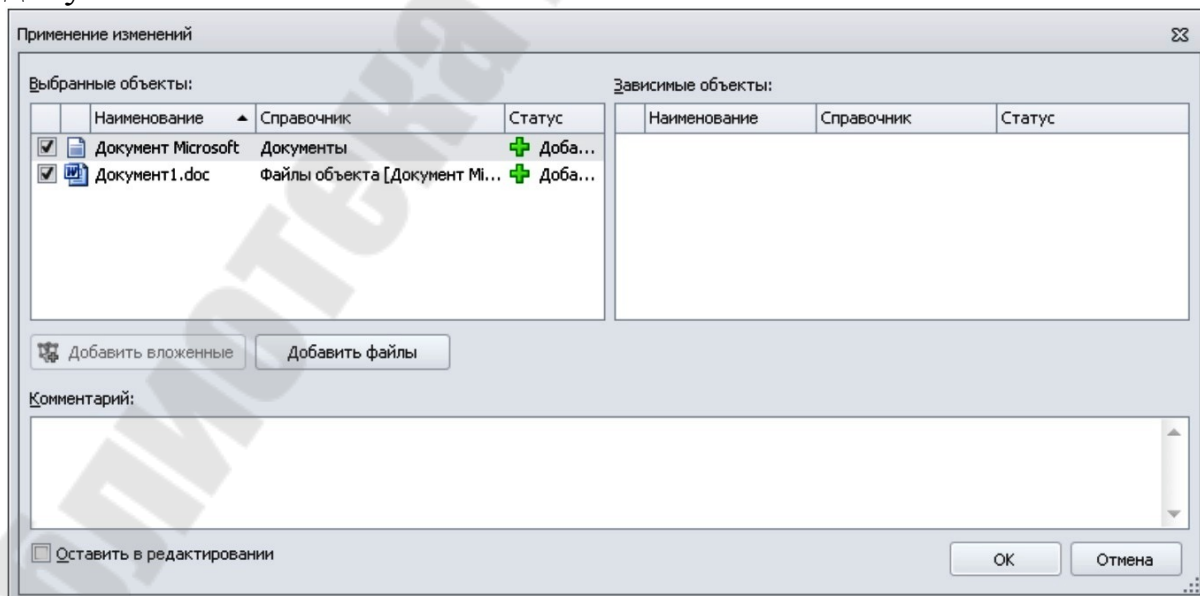 Применение изменений
Выбранные объекты:
Зависимые объекты:
Наименование Справочник Статус
Наименование Справочник Статус
Документ Microsoft Документы Доба...
Документ1.doc Файлы объекта [Документ Mi... Доба...
Добавить вложенные Добавить файлы
Комментарий:
Оставить в редактировании
OK Отмена